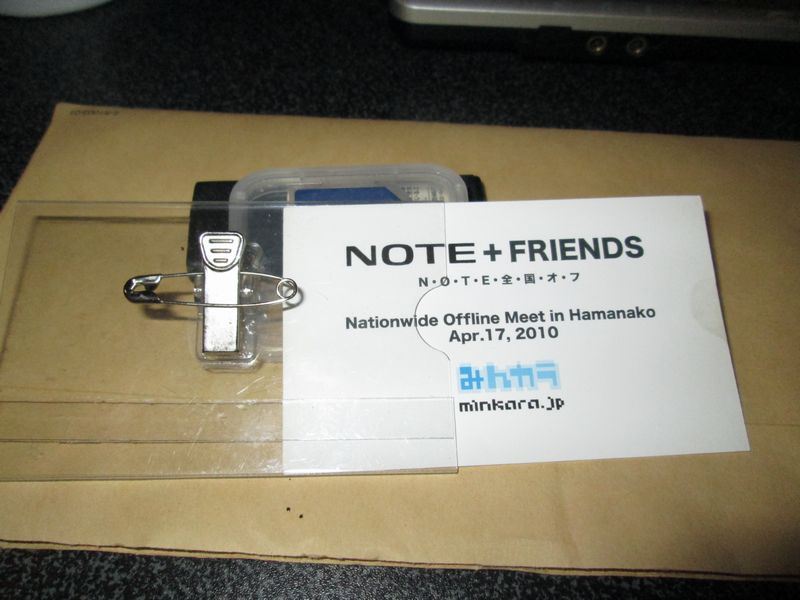 NOTE + FRIENDS
N・O・T・E・全・国・オ・フ
Nationwide Offline Meet in Hamanako
Apr.17, 2010
みんカラ
minkara.jp